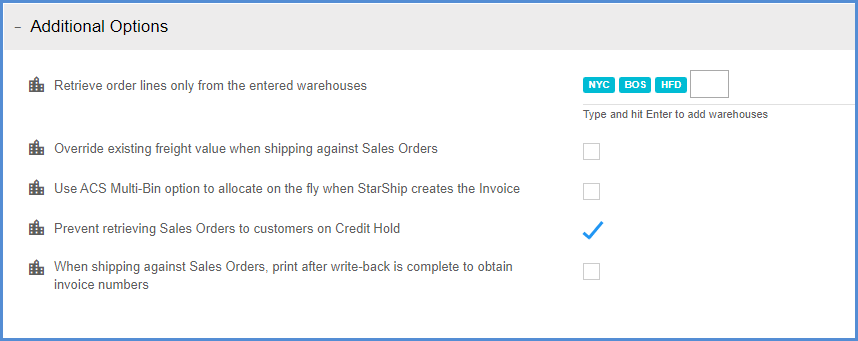 − Additional Options
Retrieve order lines only from the entered warehouses
NYC BOS HFD
Type and hit Enter to add warehouses
Override existing freight value when shipping against Sales Orders
Use ACS Multi-Bin option to allocate on the fly when StarShip creates the Invoice
Prevent retrieving Sales Orders to customers on Credit Hold
When shipping against Sales Orders, print after write-back is complete to obtain
invoice numbers